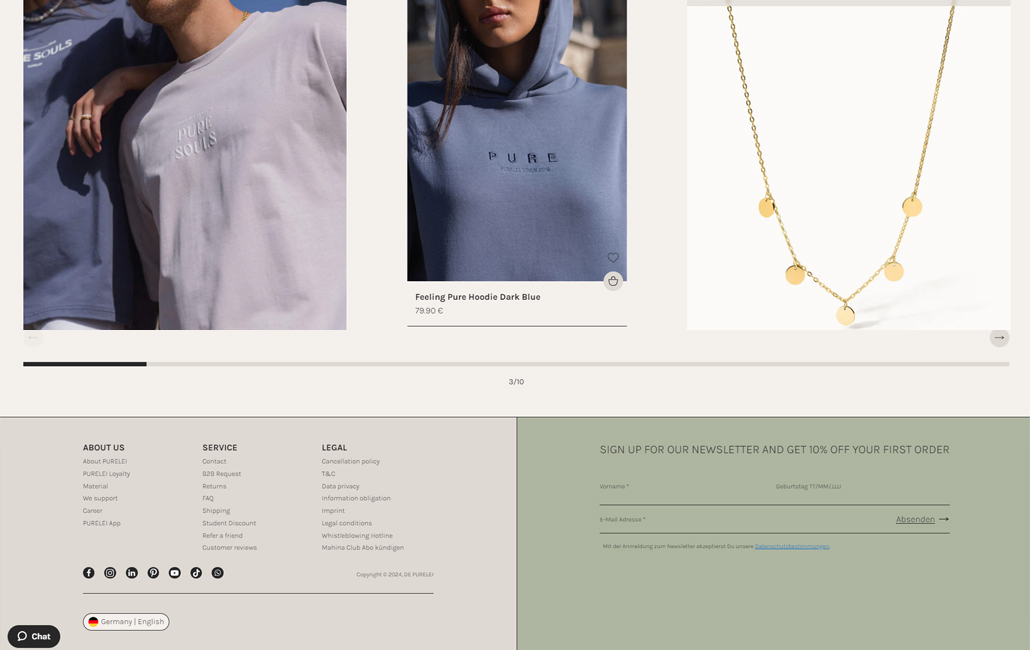 E SOULS
PURE
SOULS
PURE
Feeling Pure Hoodie Dark Blue
79.90 €
3/10
ABOUT US
About PURELEI
PURELEI Loyalty
Material
We support
Career
PURELEI App
SERVICE
Contact
B2B Request
Returns
FAQ
Shipping
Student Discount
Refer a friend
Customer reviews
LEGAL
Cancellation policy
T&C
Data privacy
Information obligation
Imprint
Legal conditions
Whistleblowing Hotline
Mahina Club Abo kündigen
Copyright © 2024, DE PURELEI
Germany | English
Chat
SIGN UP FOR OUR NEWSLETTER AND GET 10% OFF YOUR FIRST ORDER
Vorname *
Geburtstag TT/MM/JJJJ
E-Mail Adresse *
Absenden
Mit der Anmeldung zum Newsletter akzeptierst Du unsere Datenschutzbestimmungen.